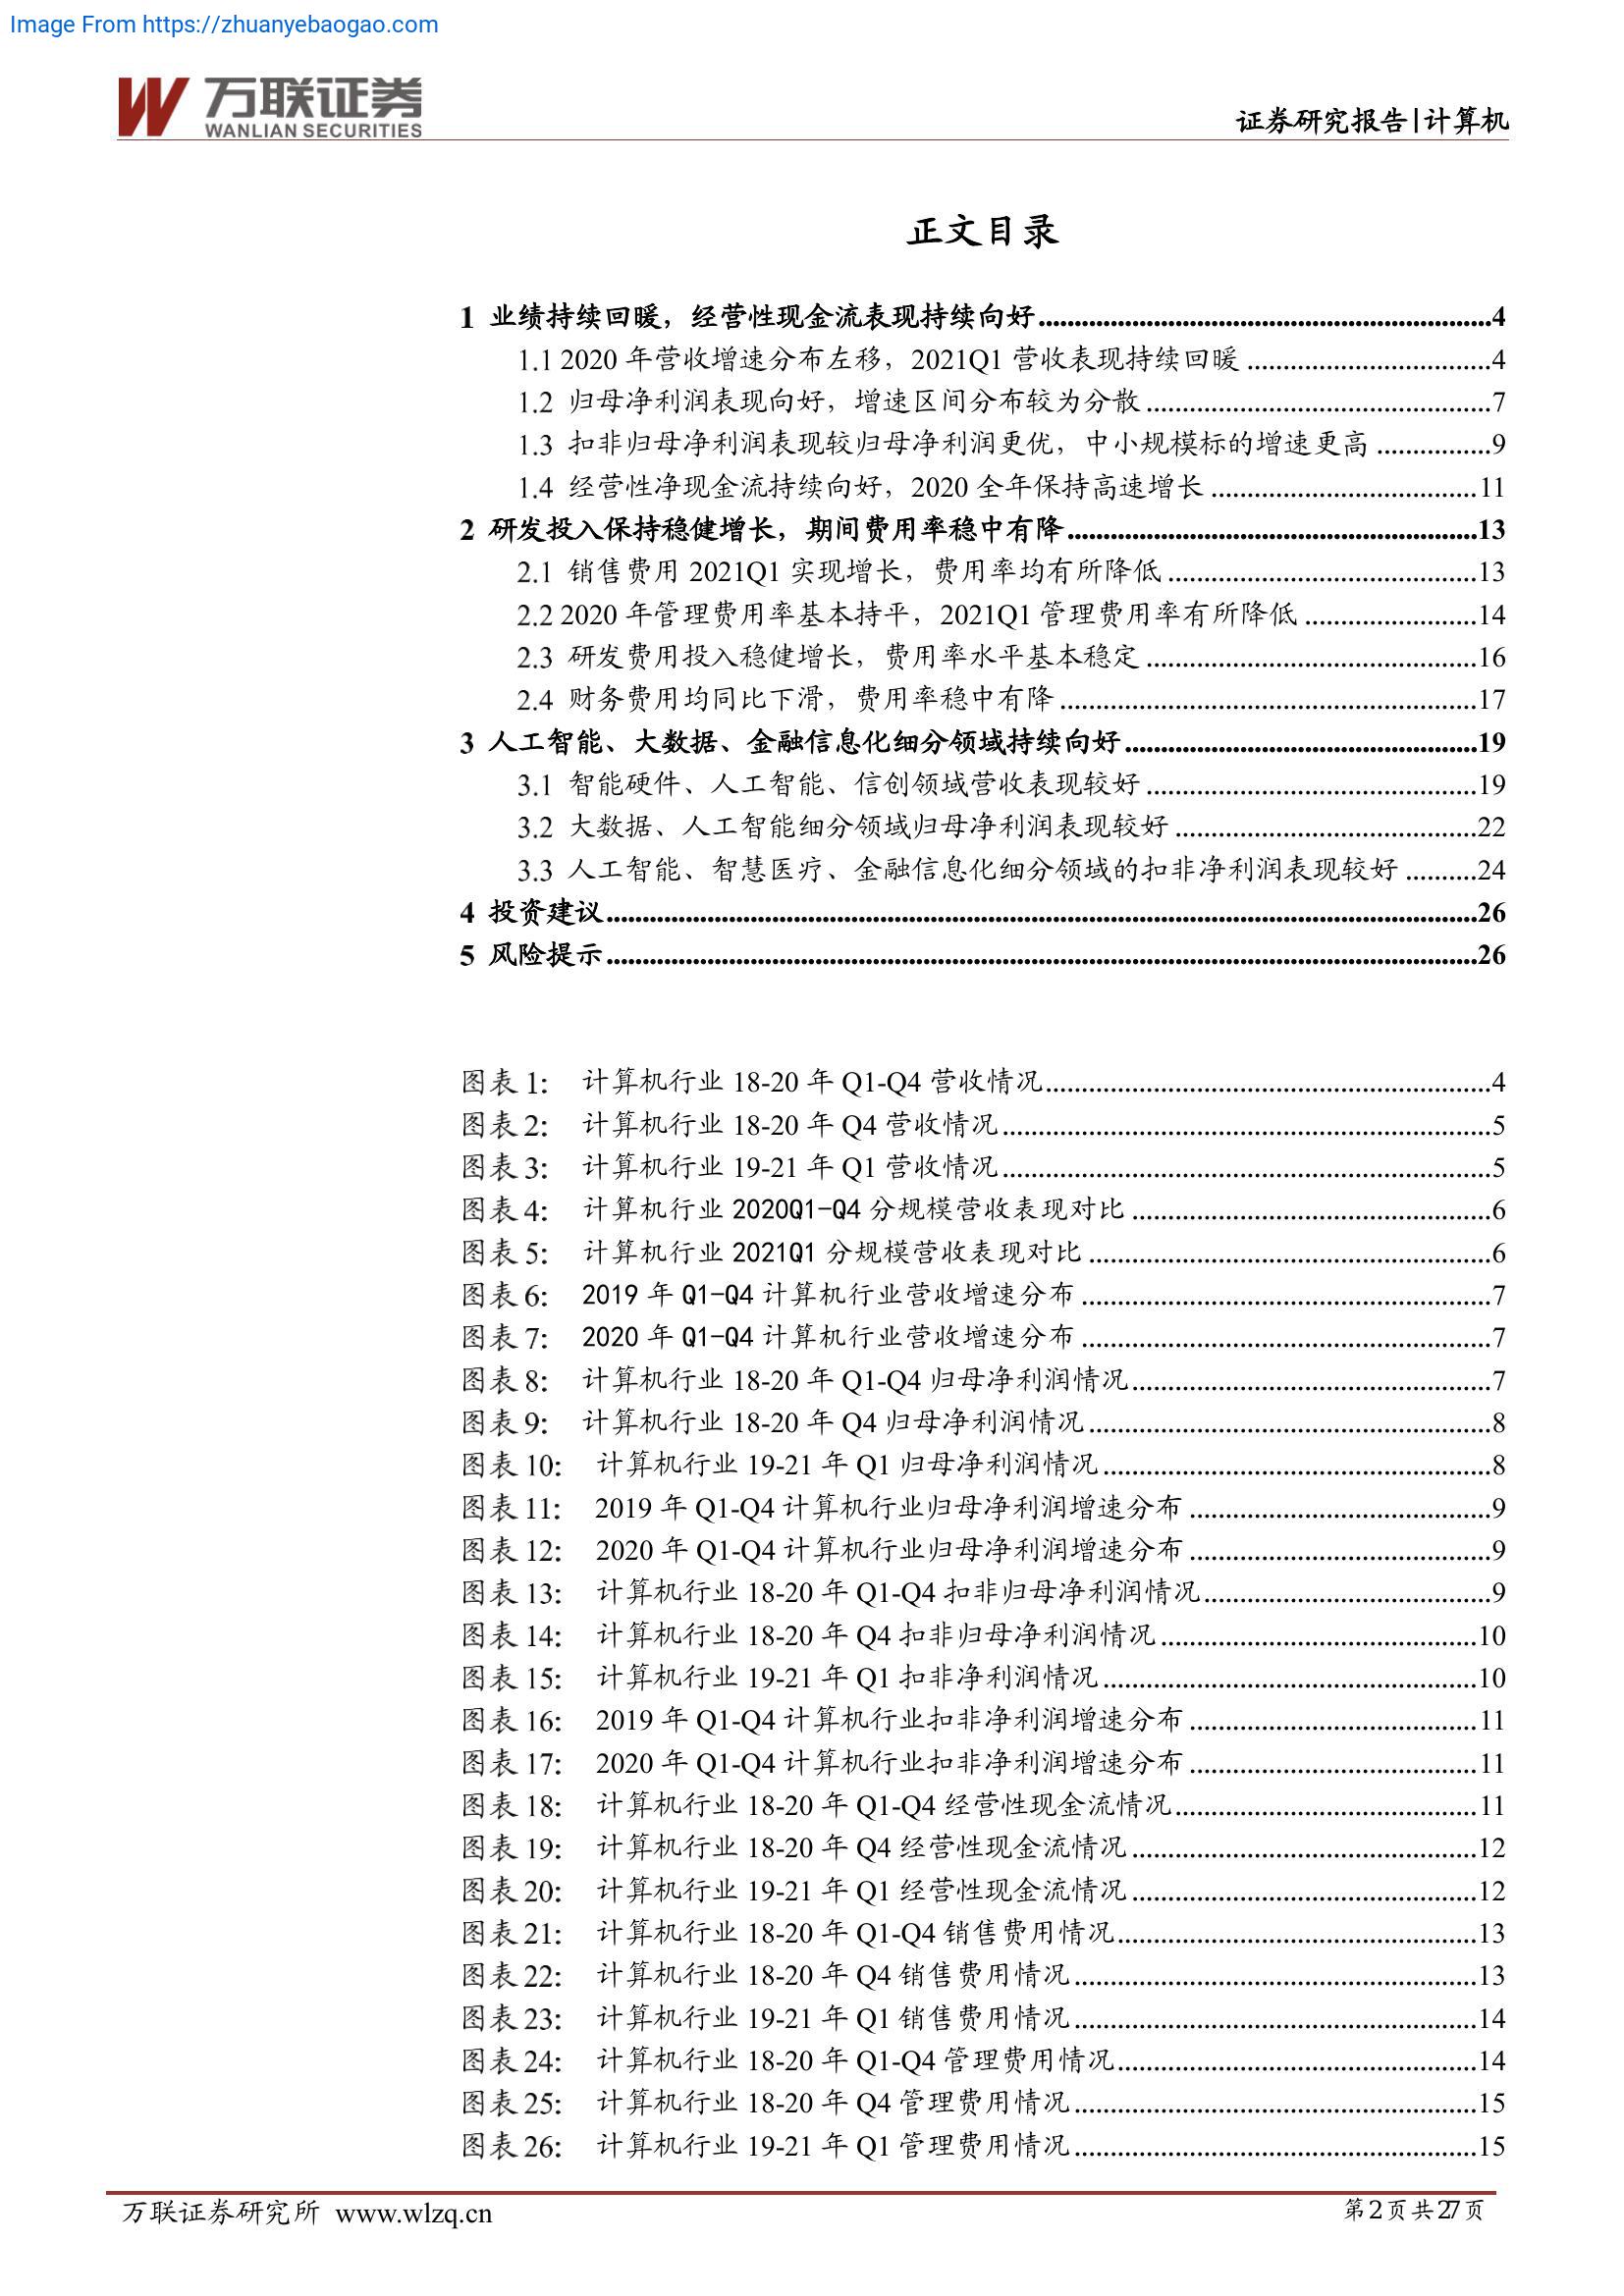 Image From https://zhuanyebaogao.com
万联证券
WANLIAN SECURITIES
证券研究报告|计算机
正文目录
1 业绩持续回暖，经营性现金流表现持续向好...............4
1.1 2020 年营收增速分布左移，2021Q1 营收表现持续回暖...............4
1.2 归母净利润表现向好，增速区间分布较为分散...............7
1.3 扣非归母净利润表现较归母净利润更优，中小规模标的增速更高...............9
1.4 经营性净现金流持续向好，2020 全年保持高速增长...............11
2 研发投入保持稳健增长，期间费用率稳中有降...............13
2.1 销售费用 2021Q1 实现增长，费用率均有所降低...............13
2.2 2020 年管理费用率基本持平，2021Q1 管理费用率有所降低...............14
2.3 研发费用投入稳健增长，费用率水平基本稳定...............16
2.4 财务费用均同比下滑，费用率稳中有降...............17
3 人工智能、大数据、金融信息化细分领域持续向好...............19
3.1 智能硬件、人工智能、信创领域营收表现较好...............19
3.2 大数据、人工智能细分领域归母净利润表现较好...............22
3.3 人工智能、智慧医疗、金融信息化细分领域的扣非净利润表现较好...............24
4 投资建议...............26
5 风险提示...............26
图表 1： 计算机行业 18-20 年 Q1-Q4 营收情况...............4
图表 2： 计算机行业 18-20 年 Q4 营收情况...............5
图表 3： 计算机行业 19-21 年 Q1 营收情况...............5
图表 4： 计算机行业 2020Q1-Q4 分规模营收表现对比...............6
图表 5： 计算机行业 2021Q1 分规模营收表现对比...............6
图表 6： 2019 年 Q1-Q4 计算机行业营收增速分布...............7
图表 7： 2020 年 Q1-Q4 计算机行业营收增速分布...............7
图表 8： 计算机行业 18-20 年 Q1-Q4 归母净利润情况...............7
图表 9： 计算机行业 18-20 年 Q4 归母净利润情况...............8
图表 10： 计算机行业 19-21 年 Q1 归母净利润情况...............8
图表 11： 2019 年 Q1-Q4 计算机行业归母净利润增速分布...............9
图表 12： 2020 年 Q1-Q4 计算机行业归母净利润增速分布...............9
图表 13： 计算机行业 18-20 年 Q1-Q4 扣非归母净利润情况...............9
图表 14： 计算机行业 18-20 年 Q4 扣非归母净利润情况...............10
图表 15： 计算机行业 19-21 年 Q1 扣非净利润情况...............10
图表 16： 2019 年 Q1-Q4 计算机行业扣非净利润增速分布...............11
图表 17： 2020 年 Q1-Q4 计算机行业扣非净利润增速分布...............11
图表 18： 计算机行业 18-20 年 Q1-Q4 经营性现金流情况...............11
图表 19： 计算机行业 18-20 年 Q4 经营性现金流情况...............12
图表 20： 计算机行业 19-21 年 Q1 经营性现金流情况...............12
图表 21： 计算机行业 18-20 年 Q1-Q4 销售费用情况...............13
图表 22： 计算机行业 18-20 年 Q4 销售费用情况...............13
图表 23： 计算机行业 19-21 年 Q1 销售费用情况...............14
图表 24： 计算机行业 18-20 年 Q1-Q4 管理费用情况...............14
图表 25： 计算机行业 18-20 年 Q4 管理费用情况...............15
图表 26： 计算机行业 19-21 年 Q1 管理费用情况...............15
万联证券研究所 www.wlzq.cn
第 2 页 共 27 页